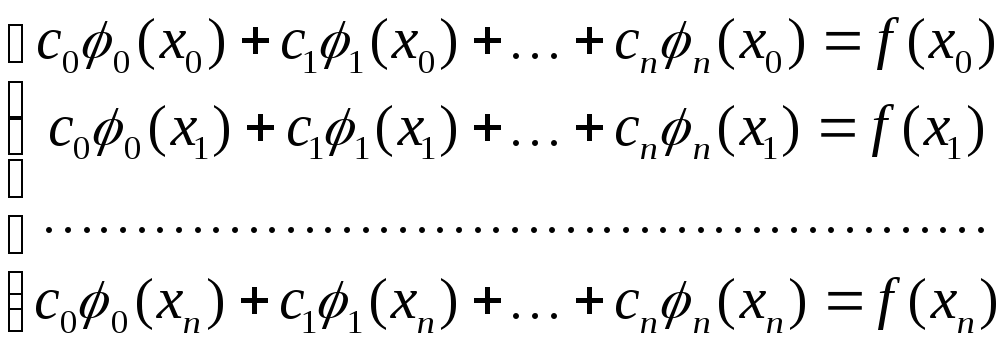 c₀ϕ₀(x₀) + c₁ϕ₁(x₀) + … + cₙϕₙ(x₀) = f(x₀)
c₀ϕ₀(x₁) + c₁ϕ₁(x₁) + … + cₙϕₙ(x₁) = f(x₁)
....................................................
c₀ϕ₀(xₙ) + c₁ϕ₁(xₙ) + … + cₙϕₙ(xₙ) = f(xₙ)